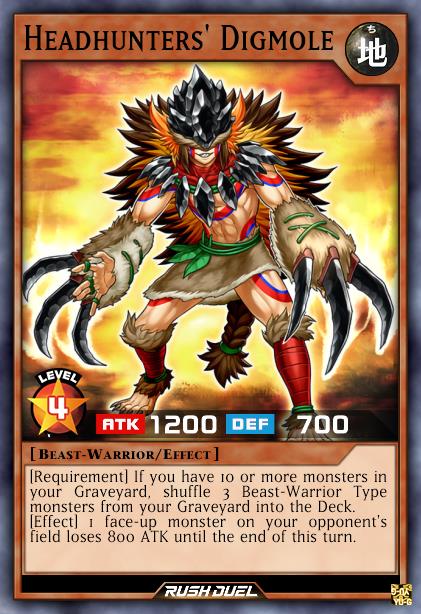 Headhunters' Digmole
ち
地
LEVEL
4
ATK 1200 DEF 700
[Beast-Warrior/Effect]
[Requirement] If you have 10 or more monsters in
your Graveyard, shuffle 3 Beast-Warrior Type
monsters from your Graveyard into the Deck.
[Effect] 1 face-up monster on your opponent's
field loses 800 ATK until the end of this turn.
RUSH DUEL